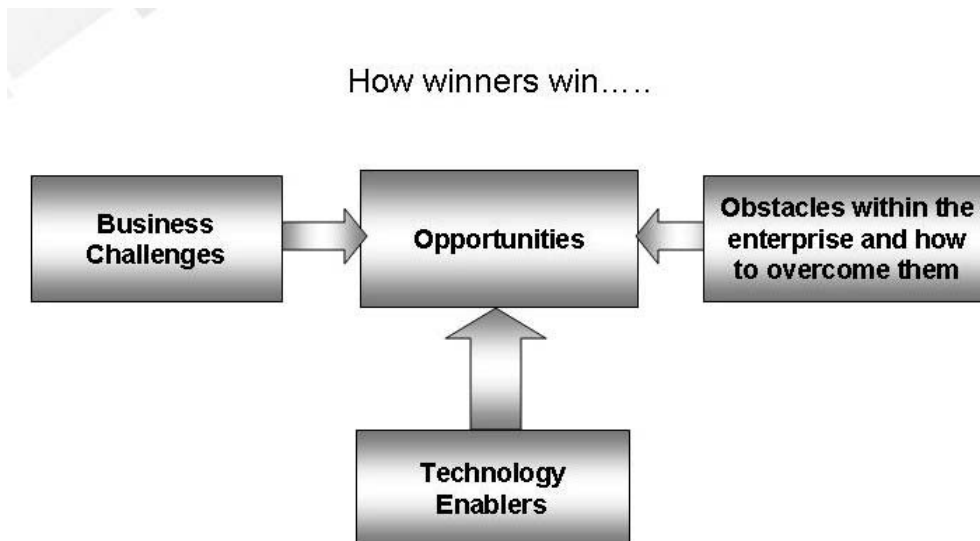 How winners win.....
Business
Challenges
Opportunities
Obstacles within the
enterprise and how
to overcome them
Technology
Enablers